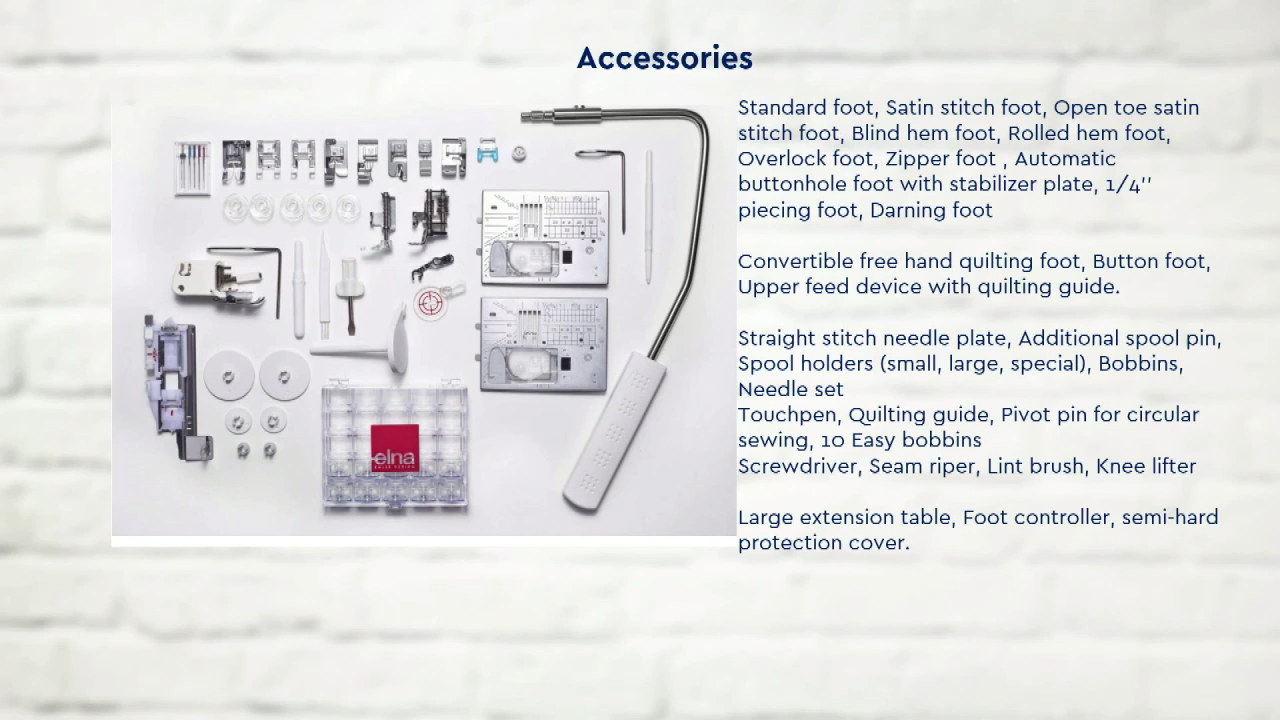 Accessories
Standard foot, Satin stitch foot, Open toe satin
stitch foot, Blind hem foot, Rolled hem foot,
Overlock foot, Zipper foot , Automatic
buttonhole foot with stabilizer plate, 1/4''
piecing foot, Darning foot
Convertible free hand quilting foot, Button foot,
Upper feed device with quilting guide.
Straight stitch needle plate, Additional spool pin,
Spool holders (small, large, special), Bobbins,
Needle set
Touchpen, Quilting guide, Pivot pin for circular
sewing, 10 Easy bobbins
Screwdriver, Seam riper, Lint brush, Knee lifter
Large extension table, Foot controller, semi-hard
protection cover.
elna